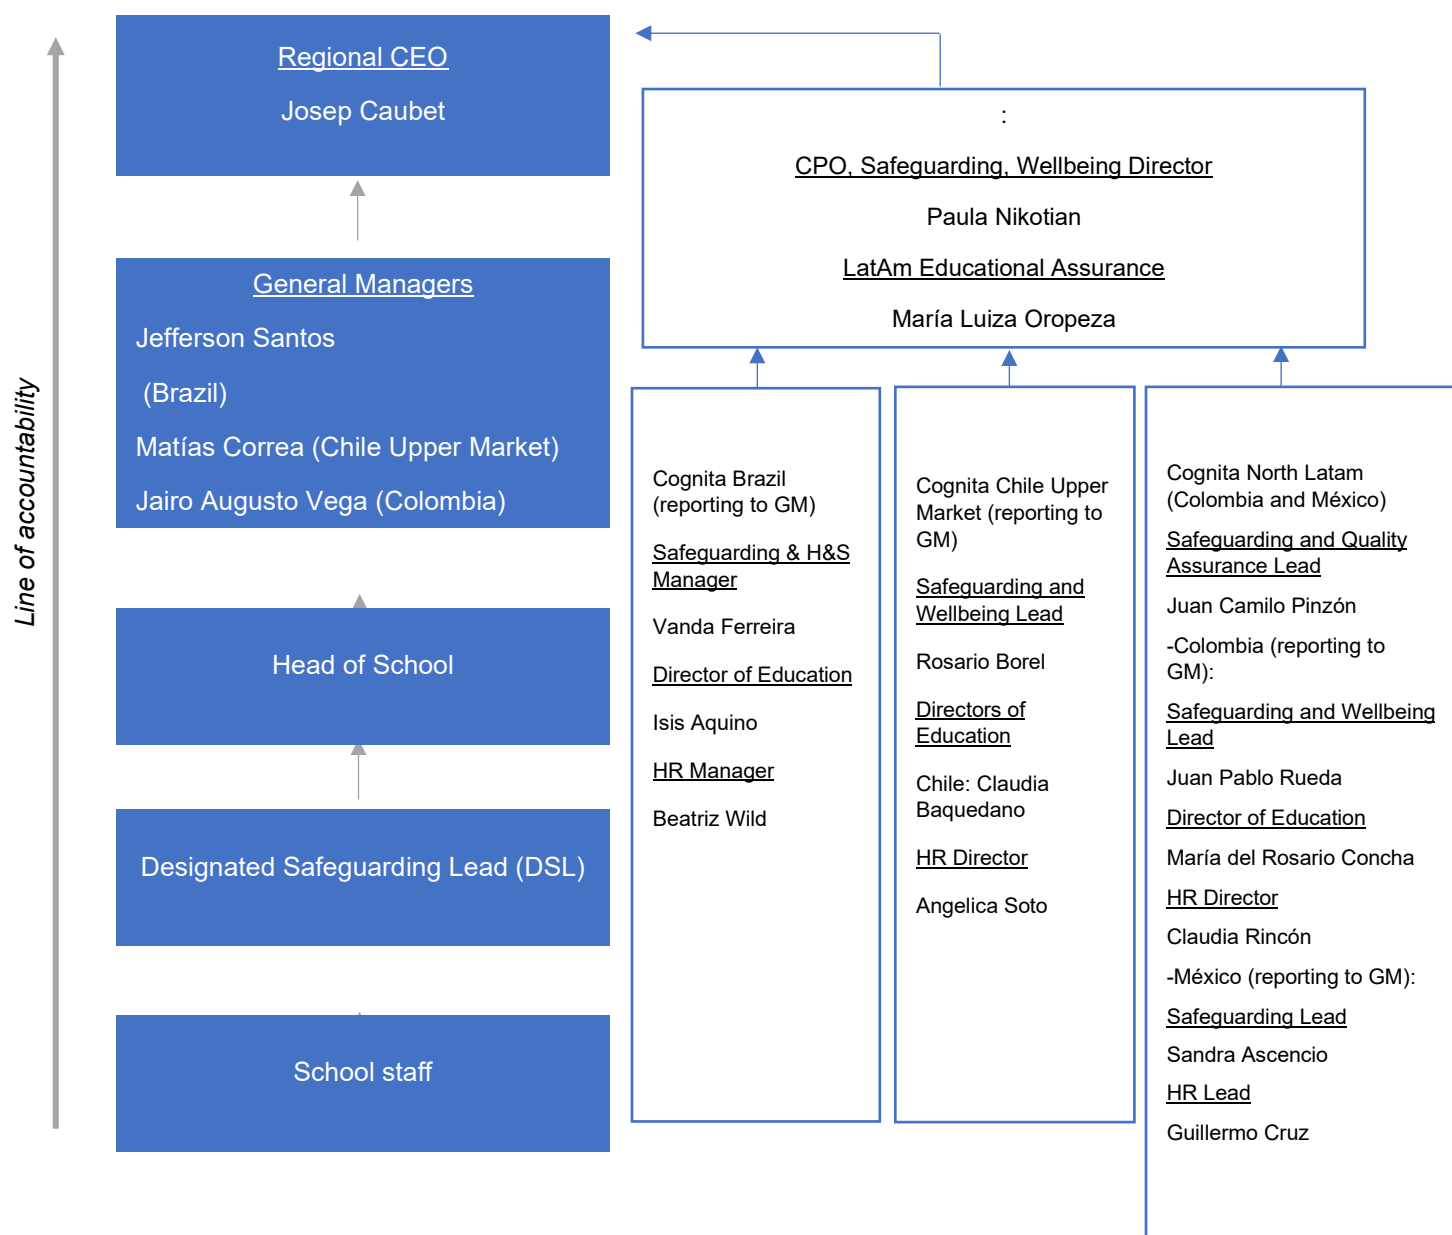 Line of accountability
Regional CEO
Josep Caubet
General Managers
Jefferson Santos
(Brazil)
Matías Correa (Chile Upper Market)
Jairo Augusto Vega (Colombia)
Head of School
Designated Safeguarding Lead (DSL)
School staff
:
CPO, Safeguarding, Wellbeing Director
Paula Nikotian
LatAm Educational Assurance
María Luiza Oropeza
Cognita Brazil
(reporting to GM)
Safeguarding & H&S
Manager
Vanda Ferreira
Director of Education
Isis Aquino
HR Manager
Beatriz Wild
Cognita Chile Upper
Market (reporting to
GM)
Safeguarding and
Wellbeing Lead
Rosario Borel
Directors of
Education
Chile: Claudia
Baquedano
HR Director
Angelica Soto
Cognita North Latam
(Colombia and México)
Safeguarding and Quality
Assurance Lead
Juan Camilo Pinzón
-Colombia (reporting to
GM):
Safeguarding and Wellbeing
Lead
Juan Pablo Rueda
Director of Education
María del Rosario Concha
HR Director
Claudia Rincón
-México (reporting to GM):
Safeguarding Lead
Sandra Ascencio
HR Lead
Guillermo Cruz